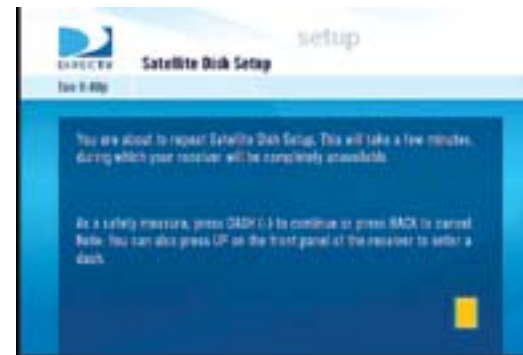 setup
DIRECTV
Satellite Dish Setup
Tue
You are about to repeat Satellite Dish Setup. This will take a few minutes,
during which your receiver will be completely unavailable.
As a safety measure, press DASH (-) to continue or press BACK to cancel.
Note: You can also press UP on the front panel of the receiver to enter a
dash.